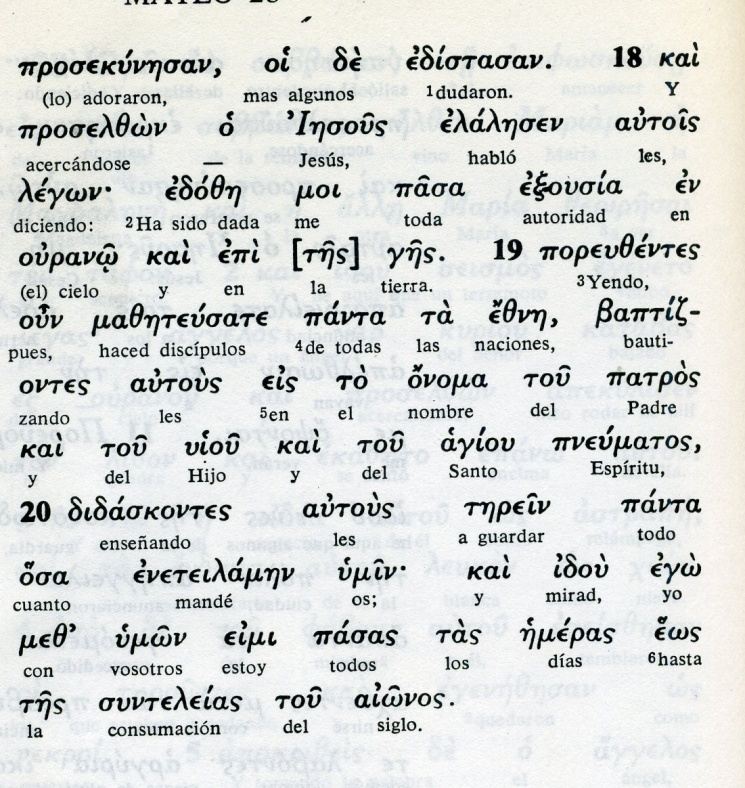 MATEO 28
προσεκύνησαν, οἱ δὲ ἐδίστασαν. 18 καὶ
(lo) adoraron, mas algunos 1dudaron. Y
προσελθὼν ὁ Ἰησοῦς ἐλάλησεν αὐτοῖς
acercándose — Jesús, habló les,
λέγων· ἐδόθη μοι πᾶσα ἐξουσία ἐν
diciendo: 2Ha sido dada me toda autoridad en
οὐρανῷ καὶ ἐπὶ [τῆς] γῆς. 19 πορευθέντες
(el) cielo y en la tierra. 3Yendo,
οὖν μαθητεύσατε πάντα τὰ ἔθνη, βαπτίζ-
pues, haced discípulos 4de todas las naciones, bauti-
οντες αὐτοὺς εἰς τὸ ὄνομα τοῦ πατρὸς
zando les 5en el nombre del Padre
καὶ τοῦ υἱοῦ καὶ τοῦ ἁγίου πνεύματος,
y del Hijo y del Santo Espíritu,
20 διδάσκοντες αὐτοὺς τηρεῖν πάντα
enseñando les a guardar todo
ὅσα ἐνετειλάμην ὑμῖν· καὶ ἰδοὺ ἐγὼ
cuanto mandé os; y mirad, yo
μεθ' ὑμῶν εἰμι πάσας τὰς ἡμέρας ἕως
con vosotros estoy todos los días 6hasta
τῆς συντελείας τοῦ αἰῶνος.
la consumación del siglo.